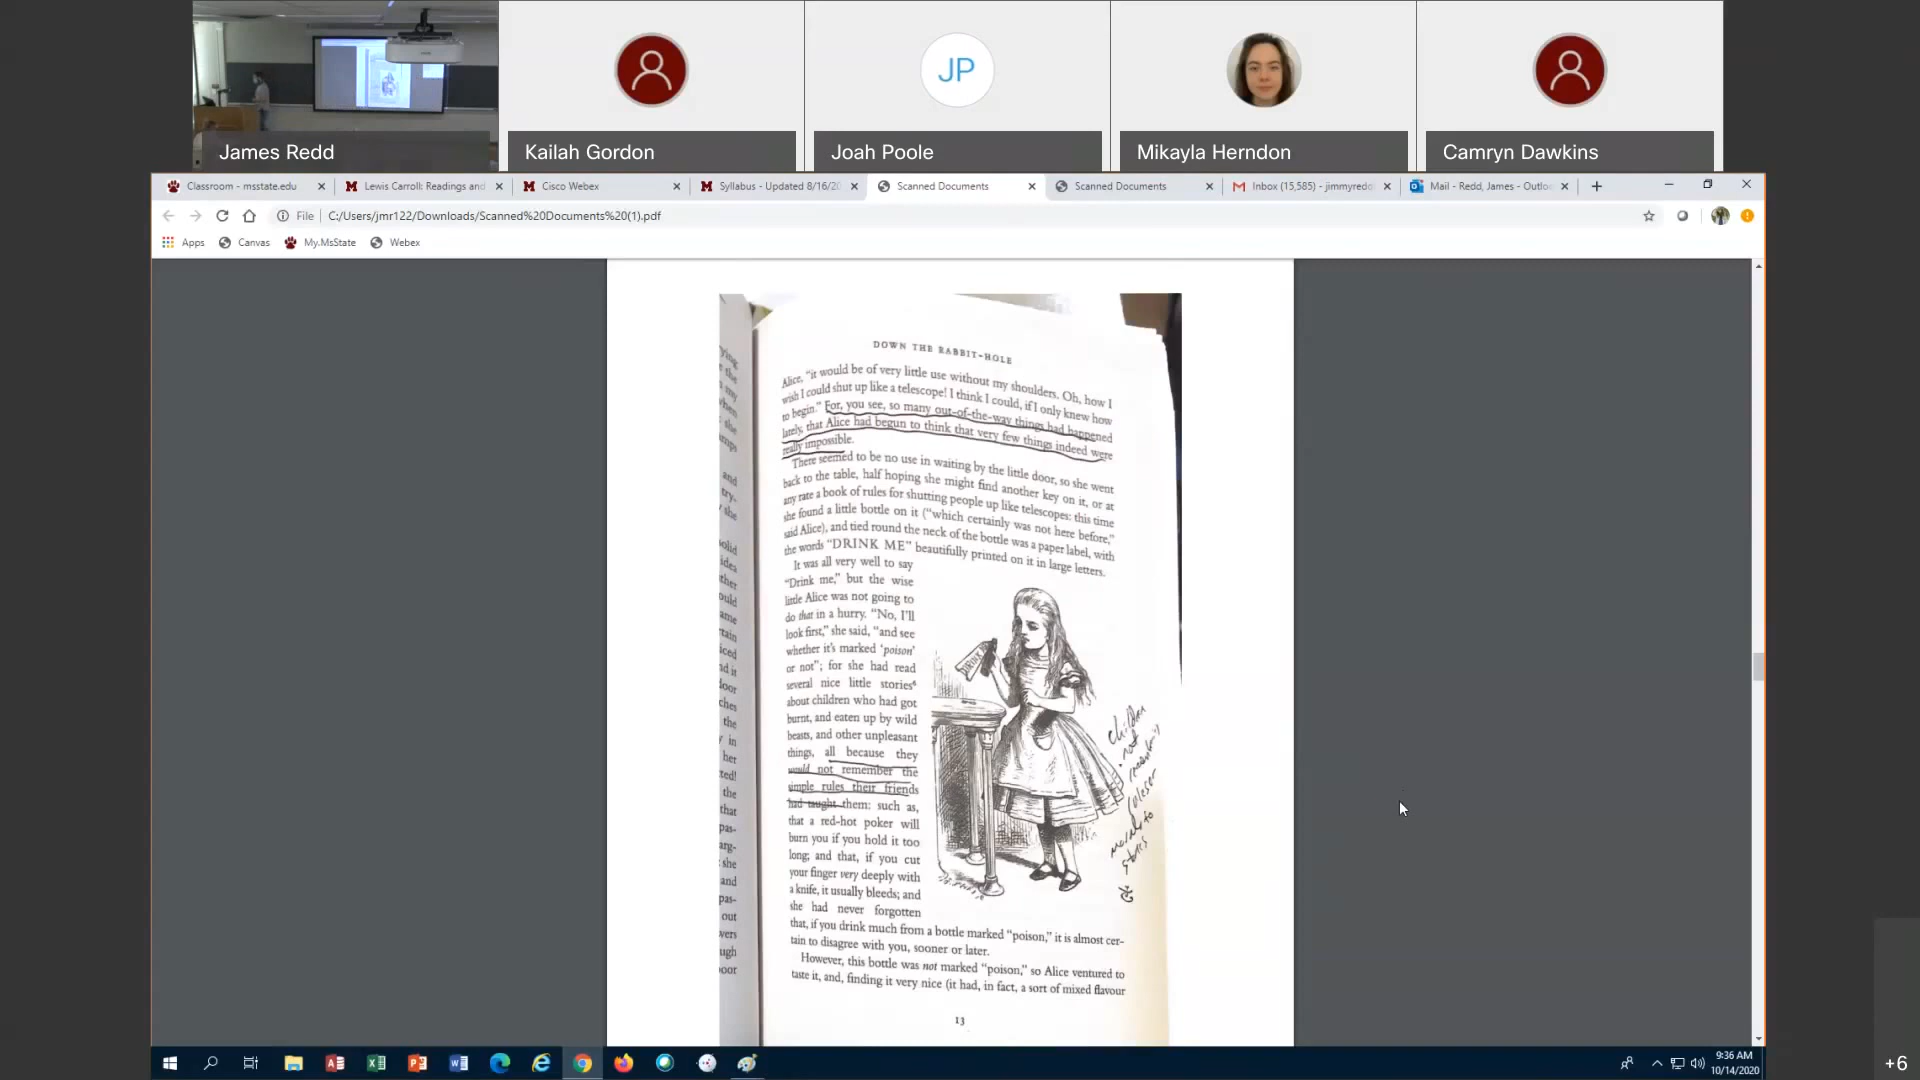 James Redd
Kailah Gordon
JP
Joah Poole
Mikayla Herndon
Camryn Dawkins
Classroom - msstate.edu
Lewis Carroll: Readings and
Cisco Webex
Syllabus - Updated 8/16/20
Scanned Documents
Scanned Documents
Inbox (15,585) - jimmyredd
Mail - Redd, James - Outlo
File
C:/Users/jmr122/Downloads/Scanned%20Documents%20(1).pdf
Apps
Canvas
My.MsState
Webex
DOWN THE RABBIT-HOLE
Alice, “it would be of very little use without my shoulders. Oh, how I
wish I could shut up like a telescope! I think I could, if I only knew how
to begin.” For, you see, so many out-of-the-way things had happened
lately, that Alice had begun to think that very few things indeed were
really impossible.
There seemed to be no use in waiting by the little door, so she went
back to the table, half hoping she might find another key on it, or at
any rate a book of rules for shutting people up like telescopes: this time
she found a little bottle on it (“which certainly was not here before,”
said Alice), and tied round the neck of the bottle was a paper label, with
the words “DRINK ME” beautifully printed on it in large letters.
It was all very well to say
“Drink me,” but the wise
little Alice was not going to
do that in a hurry. “No, I’ll
look first,” she said, “and see
whether it’s marked ‘poison’
or not”; for she had read
several nice little stories⁶
about children who had got
burnt, and eaten up by wild
beasts, and other unpleasant
things, all because they
would not remember the
simple rules their friends
had taught them: such as,
that a red-hot poker will
burn you if you hold it too
long; and that, if you cut
your finger very deeply with
a knife, it usually bleeds; and
she had never forgotten
that, if you drink much from a bottle marked “poison,” it is almost cer-
tain to disagree with you, sooner or later.
However, this bottle was not marked “poison,” so Alice ventured to
taste it, and, finding it very nice (it had, in fact, a sort of mixed flavour
13
children
not
morals to
9:36 AM
10/14/2020
+6